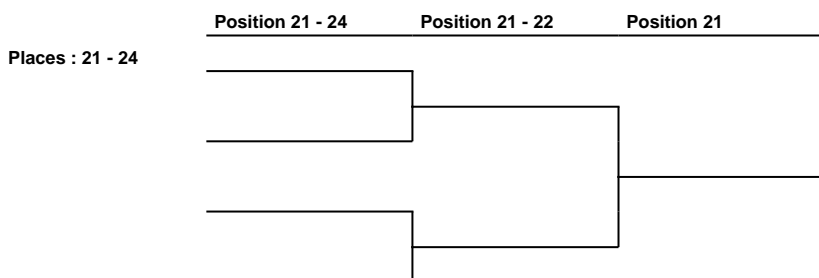 Position 21 - 24 Position 21 - 22 Position 21
Places : 21 - 24